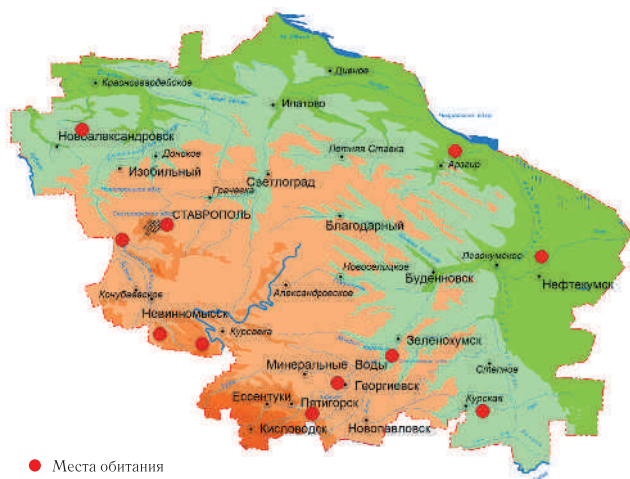 Дивное
Красногвардейское
Ипатово
Новоалександровск
Донское
Летняя Ставка
Арзгир
Изобильный
Светлоград
Грачевка
СТАВРОПОЛЬ
Благодарный
Левокумское
Новоселицкое
Буденновск
Нефтекумск
Кочубеевское
Александровское
Невинномысск
Курсавка
Зеленокумск
Минеральные Воды
Степное
Георгиевск
Ессентуки
Пятигорск
Курская
Кисловодск
Новопавловск
Места обитания